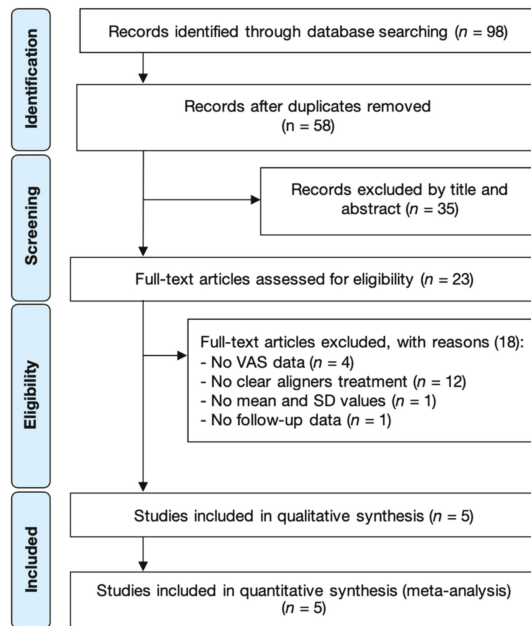 Identification
Records identified through database searching (n = 98)
Records after duplicates removed
(n = 58)
Screening
Records excluded by title and
abstract (n = 35)
Full-text articles assessed for eligibility (n = 23)
Eligibility
Full-text articles excluded, with reasons (18):
- No VAS data (n = 4)
- No clear aligners treatment (n = 12)
- No mean and SD values (n = 1)
- No follow-up data (n = 1)
Included
Studies included in qualitative synthesis (n = 5)
Studies included in quantitative synthesis (meta-analysis)
(n = 5)